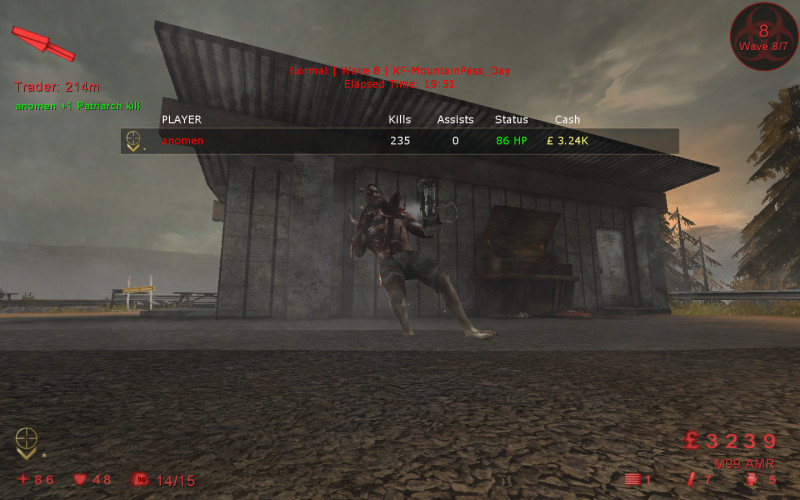 8
Wave 8/7
Normal | Wave 8 | KF-MountainPass_Day
Elapsed Time: 19:51
Trader: 214m
anomen +1 Patriarch kill
PLAYER Kills Assists Status Cash
anomen 235 0 86 HP £ 3.24K
£3239
M99 AMR
+86 48 14/15 1 7 5